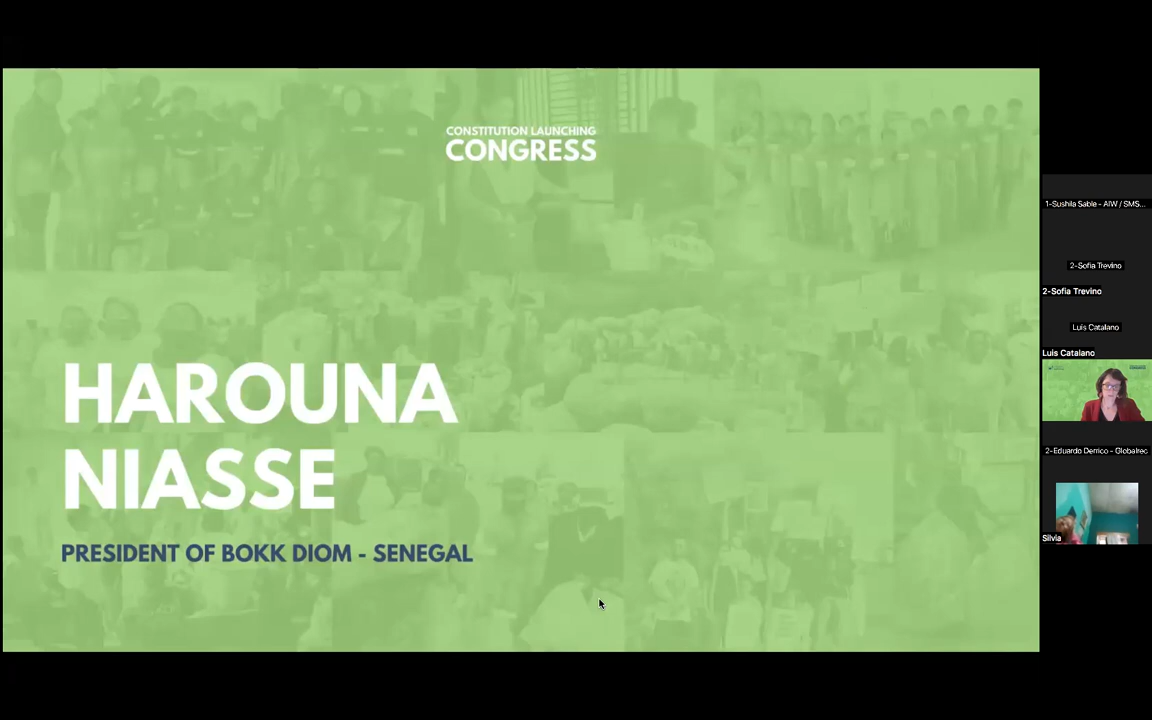 CONSTITUTION LAUNCHING
CONGRESS
HAROUNA
NIASSE
PRESIDENT OF BOKK DIOM - SENEGAL
1-Sushila Sable - AIW / SMS...
2-Sofia Trevino
2-Sofia Trevino
Luis Catalano
Luis Catalano
2-Eduardo Derrico - Globalrec
Silvia